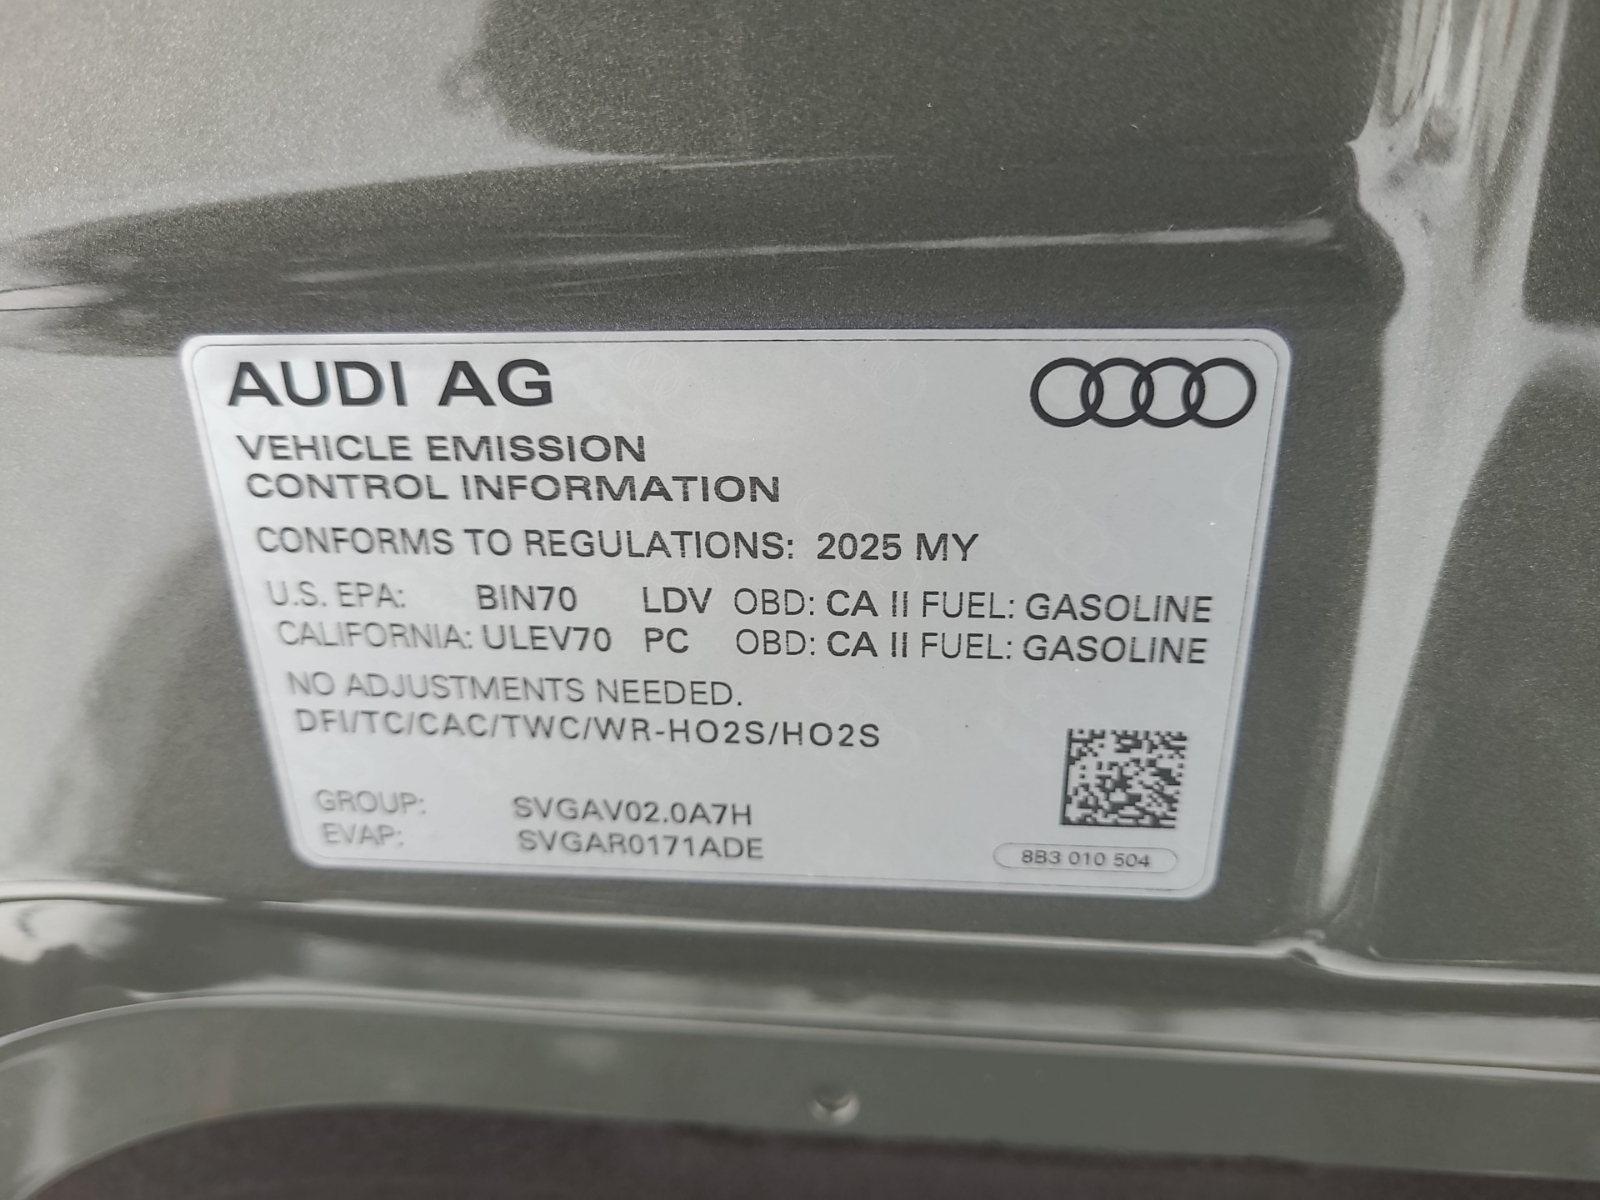 AUDI AG
VEHICLE EMISSION
CONTROL INFORMATION
CONFORMS TO REGULATIONS: 2025 MY
U.S. EPA: BIN70 LDV OBD: CA II FUEL: GASOLINE
CALIFORNIA: ULEV70 PC OBD: CA II FUEL: GASOLINE
NO ADJUSTMENTS NEEDED.
DFI/TC/CAC/TWC/WR-HO2S/HO2S
GROUP: SVGAV02.0A7H
EVAP: SVGAR0171ADE
8B3 010 504